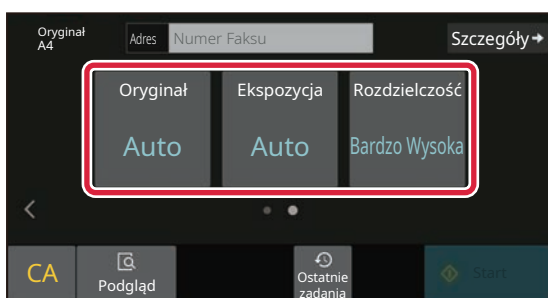 Oryginał
A4
Adres Numer Faksu Szczegóły
Oryginał Ekspozycja Rozdzielczość
Auto Auto Bardzo Wysoka
CA Podgląd Ostatnie zadania Start